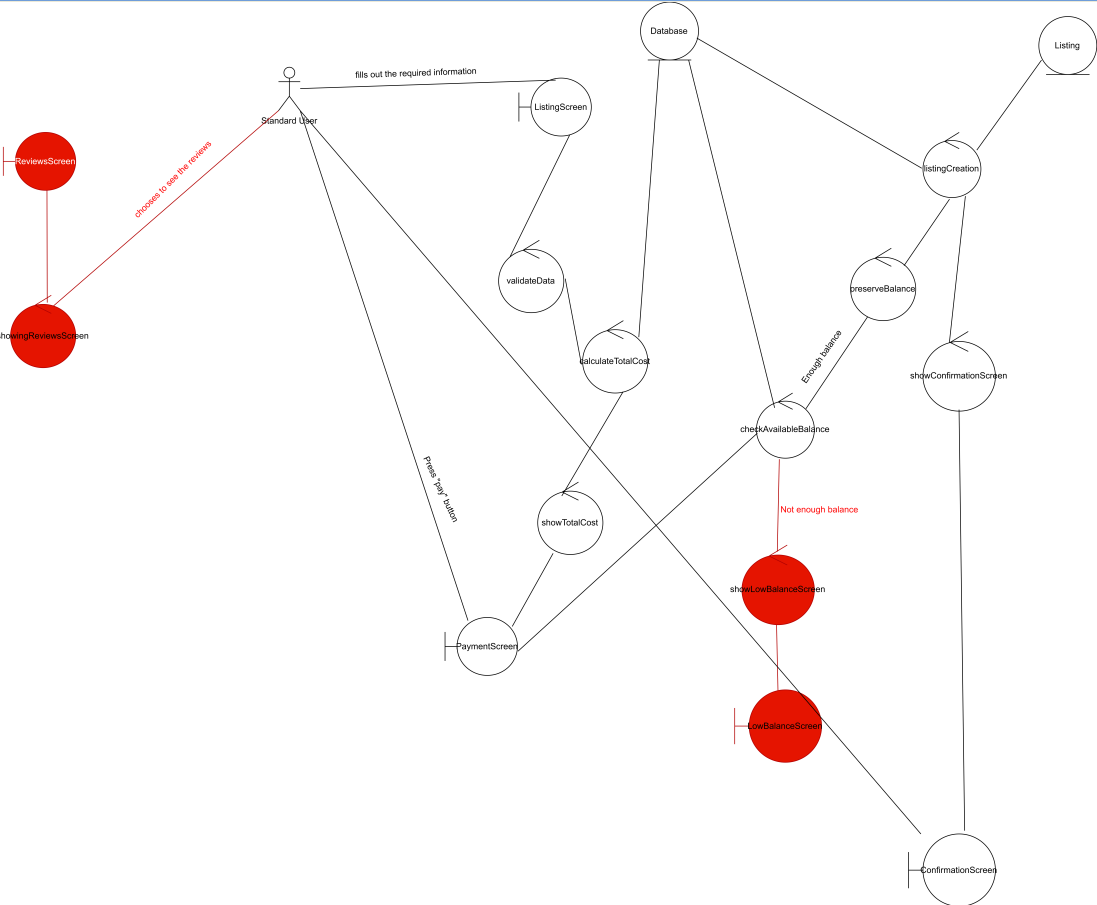 Database
Listing
fills out the required information
ListingScreen
Standard User
ReviewsScreen
chooses to see the reviews
listingCreation
validateData
preserveBalance
showingReviewsScreen
calculateTotalCost
Enough balance
showConfirmationScreen
checkAvailableBalance
Press "pay" button
Not enough balance
showTotalCost
showLowBalanceScreen
PaymentScreen
LowBalanceScreen
ConfirmationScreen